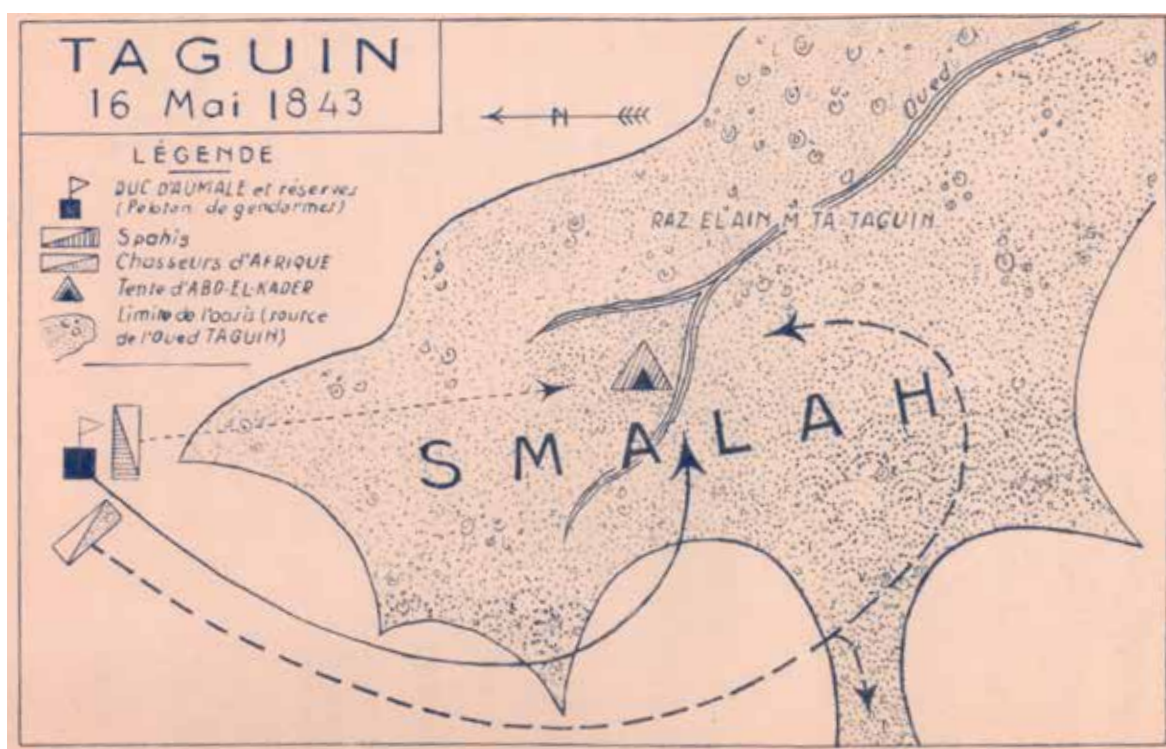 TAGUIN
16 Mai 1843
N
LÉGENDE
DUC D'AUMALE et réserves
(Peloton de gendarmes)
Spahis
Chasseurs d'AFRIQUE
Tente d'ABD-EL-KADER
Limite de l'oasis (source
de l'Oued TAGUIN)
Oued
RAZ EL AIN M TA TAGUIN
SMALAH